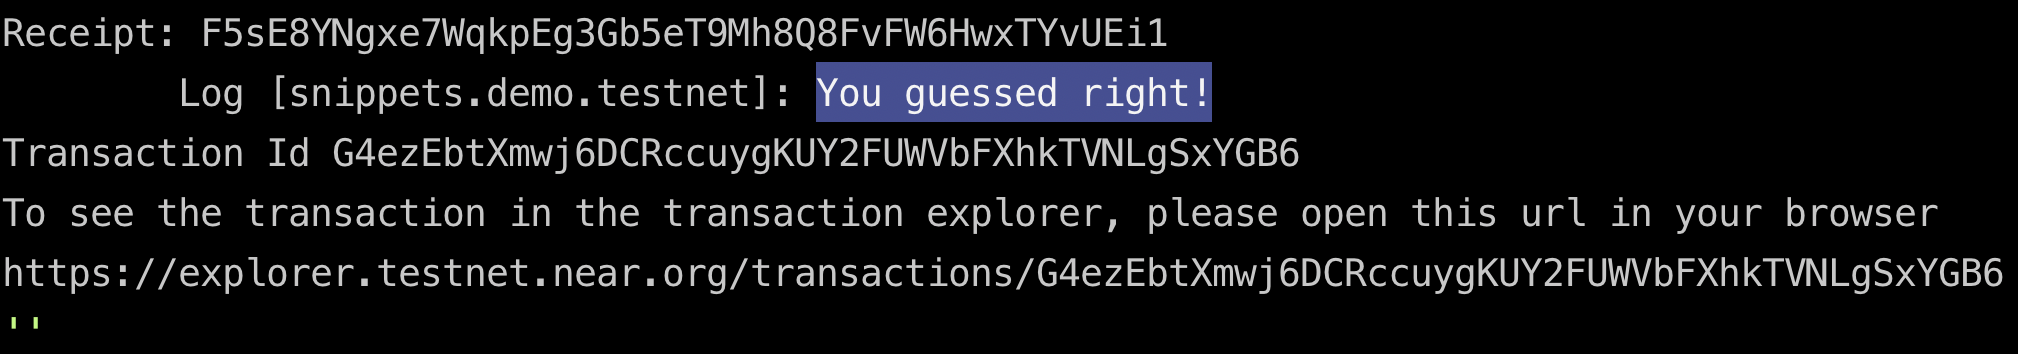 Receipt: F5sE8YNgxe7WqkpEg3Gb5eT9Mh8Q8FvFW6HwxTYvUEi1
Log [snippets.demo.testnet]: You guessed right!
Transaction Id G4ezEbtXmwj6DCRccuygKUY2FUWVbFXhkTVNLgSxYGB6
To see the transaction in the transaction explorer, please open this url in your browser
https://explorer.testnet.near.org/transactions/G4ezEbtXmwj6DCRccuygKUY2FUWVbFXhkTVNLgSxYGB6
''